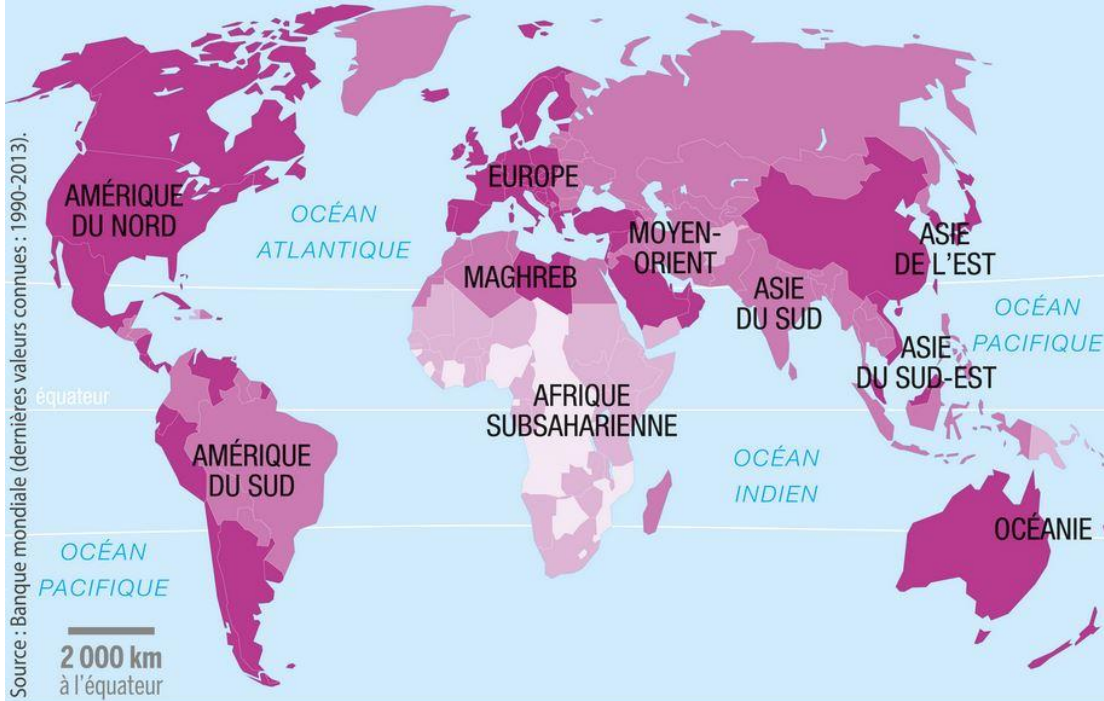 Source : Banque mondiale (dernières valeurs connues : 1990-2013).
AMÉRIQUE
DU NORD
OCÉAN
ATLANTIQUE
EUROPE
MAGHREB
MOYEN-
ORIENT
ASIE
DU SUD
ASIE
DE L'EST
OCÉAN
PACIFIQUE
ASIE
DU SUD-EST
équateur
AFRIQUE
SUBSAHARIENNE
AMÉRIQUE
DU SUD
OCÉAN
INDIEN
OCÉANIE
OCÉAN
PACIFIQUE
2 000 km
à l'équateur